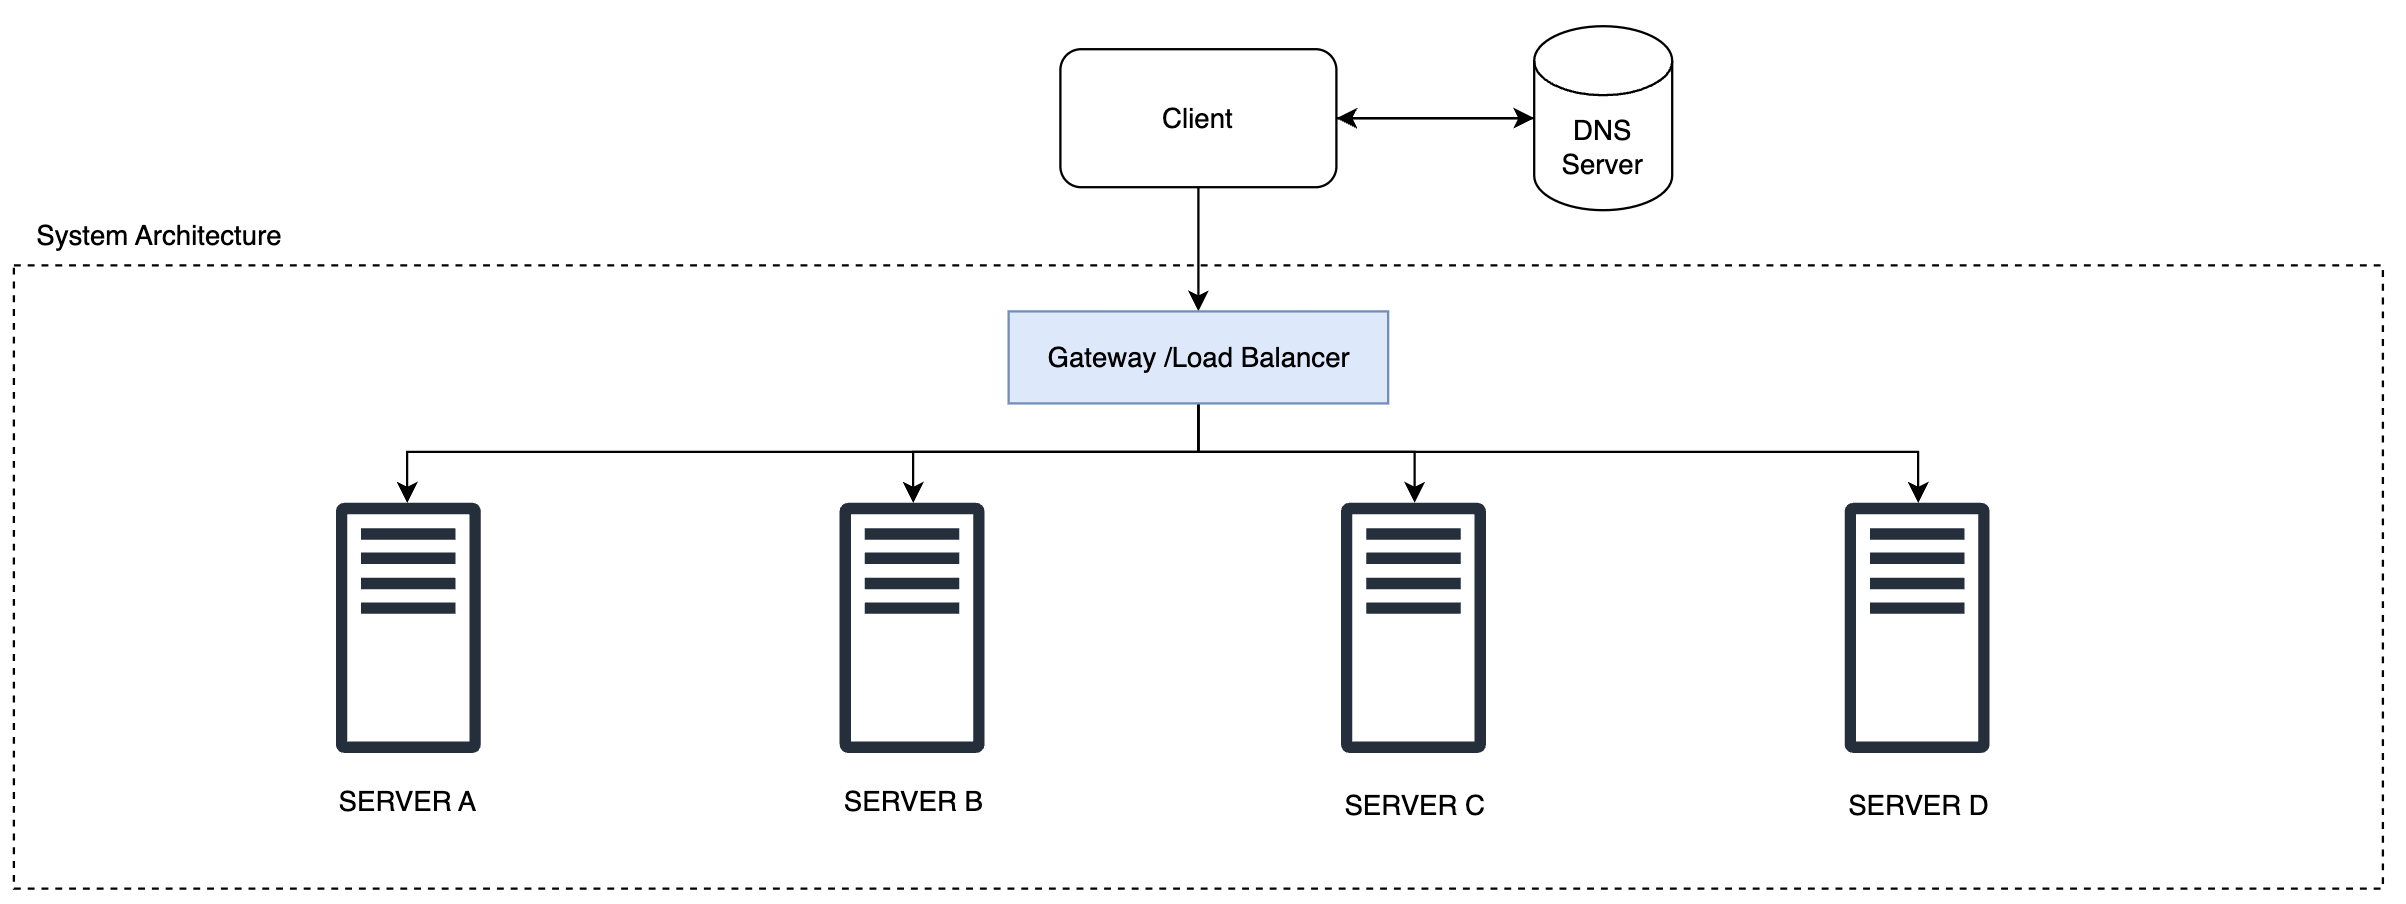 Client
DNS
Server
System Architecture
Gateway /Load Balancer
SERVER A
SERVER B
SERVER C
SERVER D